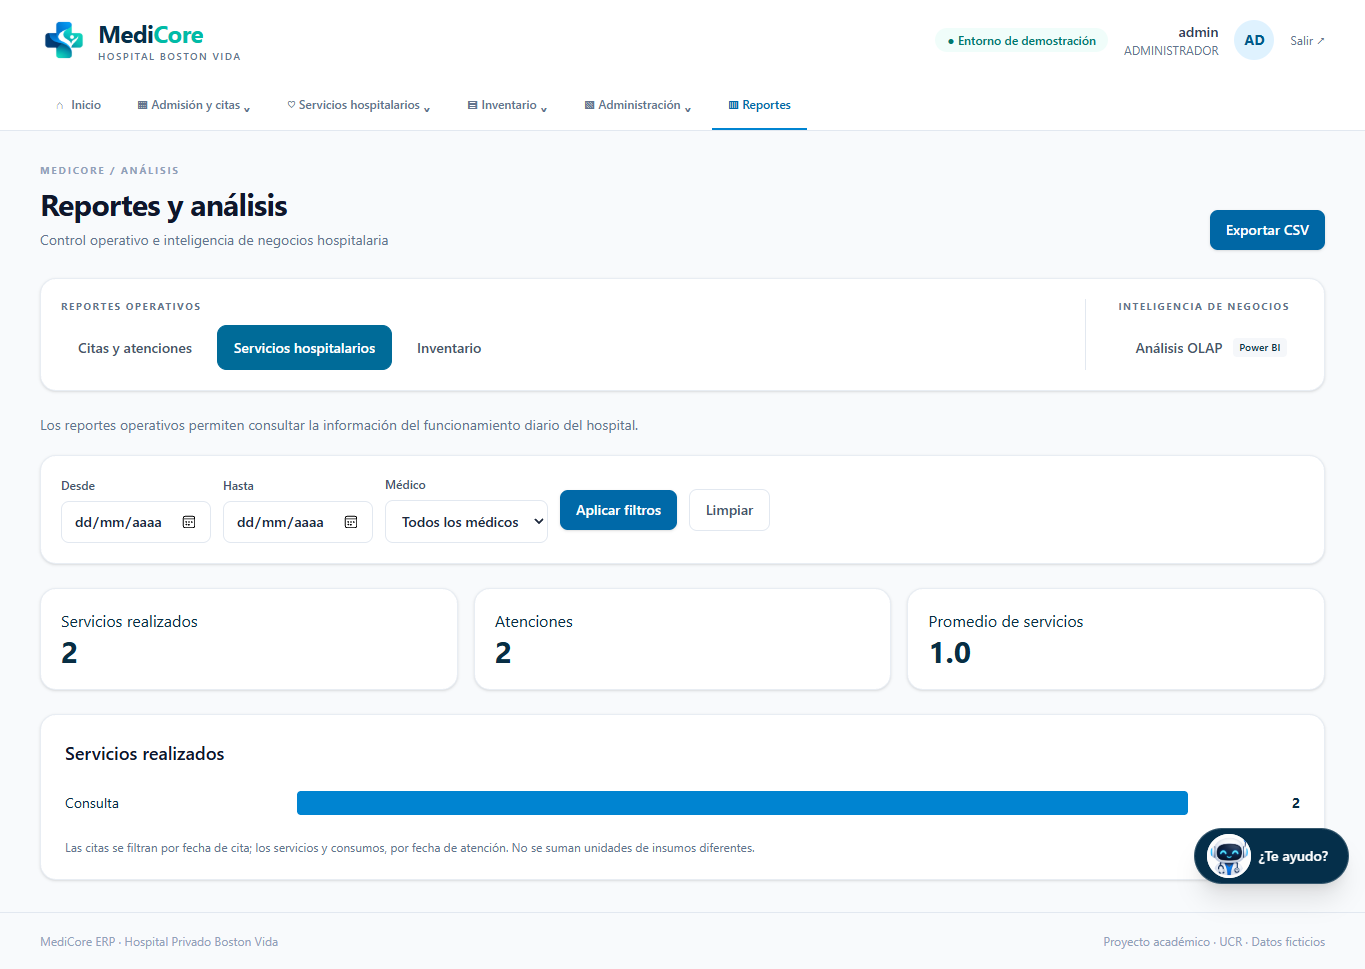 MediCore
HOSPITAL BOSTON VIDA
Entorno de demostración
admin
ADMINISTRADOR
AD
Salir ↗
Inicio
Admisión y citas
Servicios hospitalarios
Inventario
Administración
Reportes
MEDICORE / ANÁLISIS
Reportes y análisis
Control operativo e inteligencia de negocios hospitalaria
Exportar CSV
REPORTES OPERATIVOS
INTELIGENCIA DE NEGOCIOS
Citas y atenciones
Servicios hospitalarios
Inventario
Análisis OLAP
Power BI
Los reportes operativos permiten consultar la información del funcionamiento diario del hospital.
Desde
Hasta
Médico
dd/mm/aaaa
dd/mm/aaaa
Todos los médicos
Aplicar filtros
Limpiar
Servicios realizados
2
Atenciones
2
Promedio de servicios
1.0
Servicios realizados
Consulta
2
Las citas se filtran por fecha de cita; los servicios y consumos, por fecha de atención. No se suman unidades de insumos diferentes.
¿Te ayudo?
MediCore ERP · Hospital Privado Boston Vida
Proyecto académico · UCR · Datos ficticios